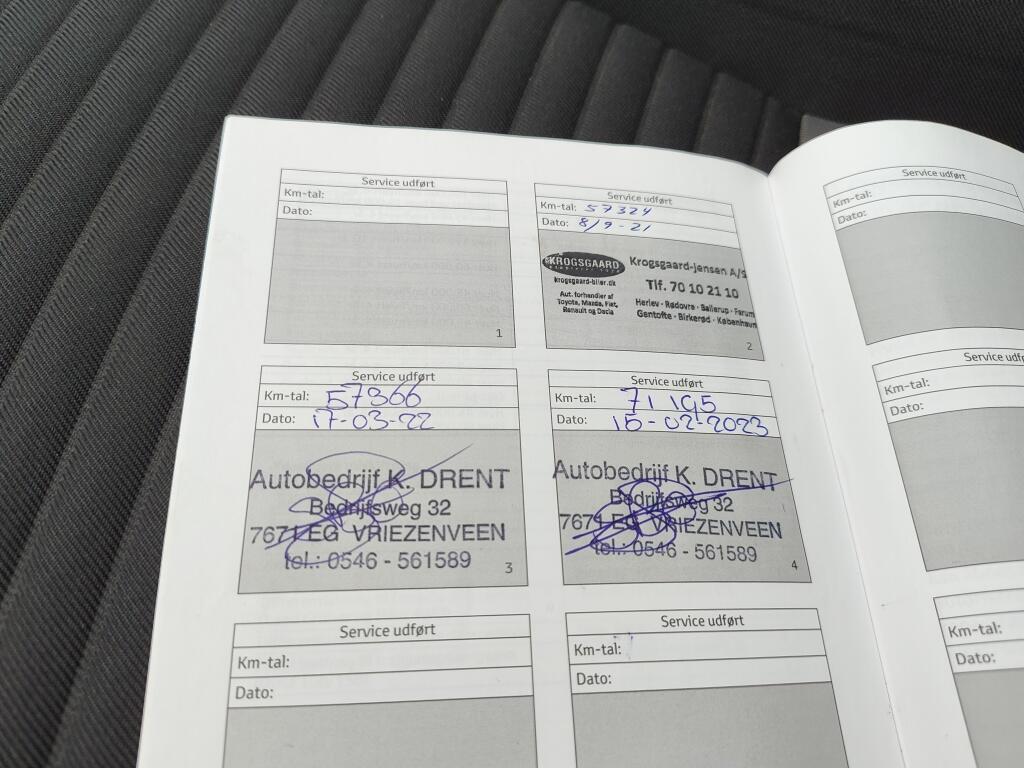 Service udført
Km-tal:
Dato:
1
Service udført
Km-tal: 57324
Dato: 8/9-21
KROGSGAARD
krogsgaard-biler.dk
Aut. forhandler af
Toyota, Mazda, Fiat,
Renault og Dacia
Krogsgaard-Jensen A/S
Tlf. 70 10 21 10
Herlev · Rødovre · Ballerup · Farum
Gentofte · Birkerød · København
2
Service udført
Km-tal: 57366
Dato: 17-03-22
Autobedrijf K. DRENT
Bedrijfsweg 32
7671 EG VRIEZENVEEN
tel.: 0546 - 561589
3
Service udført
Km-tal: 71195
Dato: 15-02-2023
Autobedrijf K. DRENT
Bedrijfsweg 32
7671 EG VRIEZENVEEN
tel.: 0546 - 561589
4
Service udført
Km-tal:
Dato:
Service udført
Km-tal:
Dato:
Service udført
Km-tal:
Dato:
Service udf
Km-tal:
Dato:
Km-tal:
Dato: